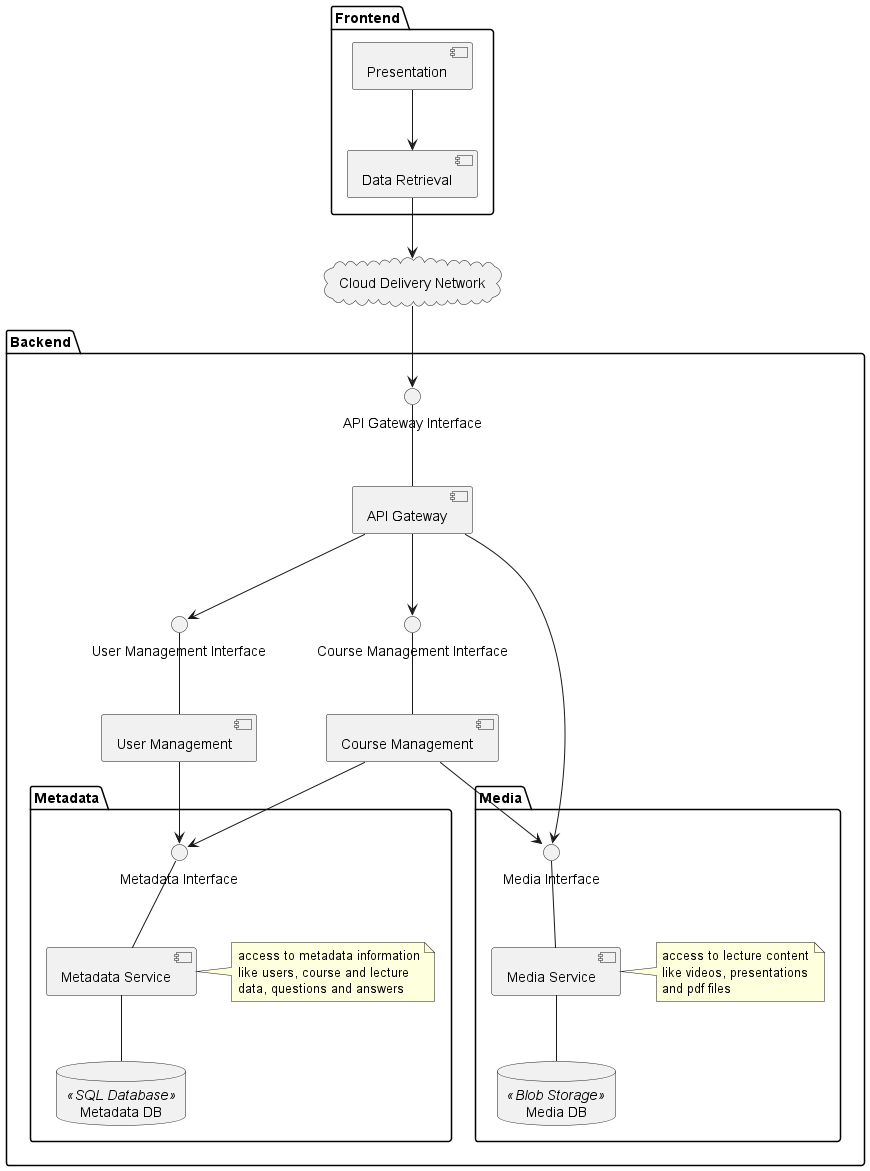 Frontend
Presentation
Data Retrieval
Cloud Delivery Network
Backend
API Gateway Interface
API Gateway
User Management Interface
Course Management Interface
User Management
Course Management
Metadata
Media
Metadata Interface
Media Interface
Metadata Service
access to metadata information
like users, course and lecture
data, questions and answers
Media Service
access to lecture content
like videos, presentations
and pdf files
«SQL Database»
Metadata DB
«Blob Storage»
Media DB